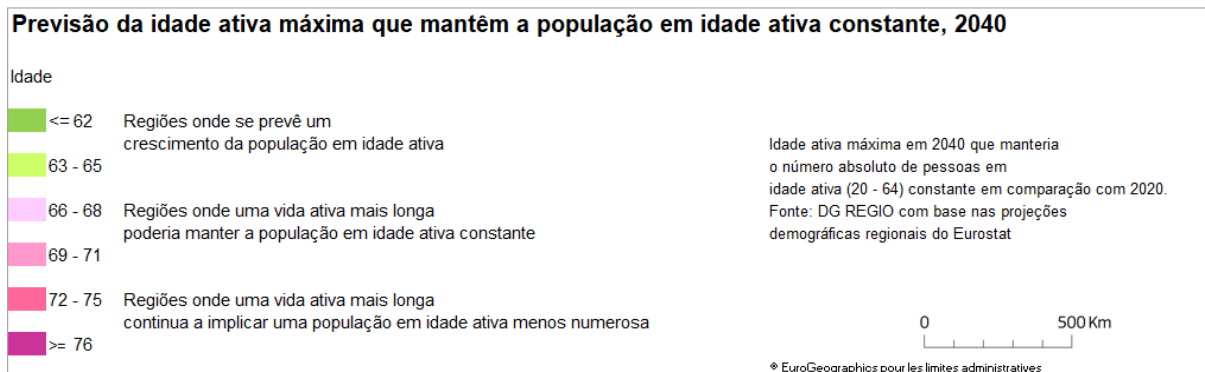 Previsão da idade ativa máxima que mantêm a população em idade ativa constante, 2040
Idade
<= 62 Regiões onde se prevê um
crescimento da população em idade ativa
63 - 65
66 - 68 Regiões onde uma vida ativa mais longa
poderia manter a população em idade ativa constante
69 - 71
72 - 75 Regiões onde uma vida ativa mais longa
continua a implicar uma população em idade ativa menos numerosa
>= 76
Idade ativa máxima em 2040 que manteria
o número absoluto de pessoas em
idade ativa (20 - 64) constante em comparação com 2020.
Fonte: DG REGIO com base nas projeções
demográficas regionais do Eurostat
0 500 Km
® EuroGeographics pour les limites administratives